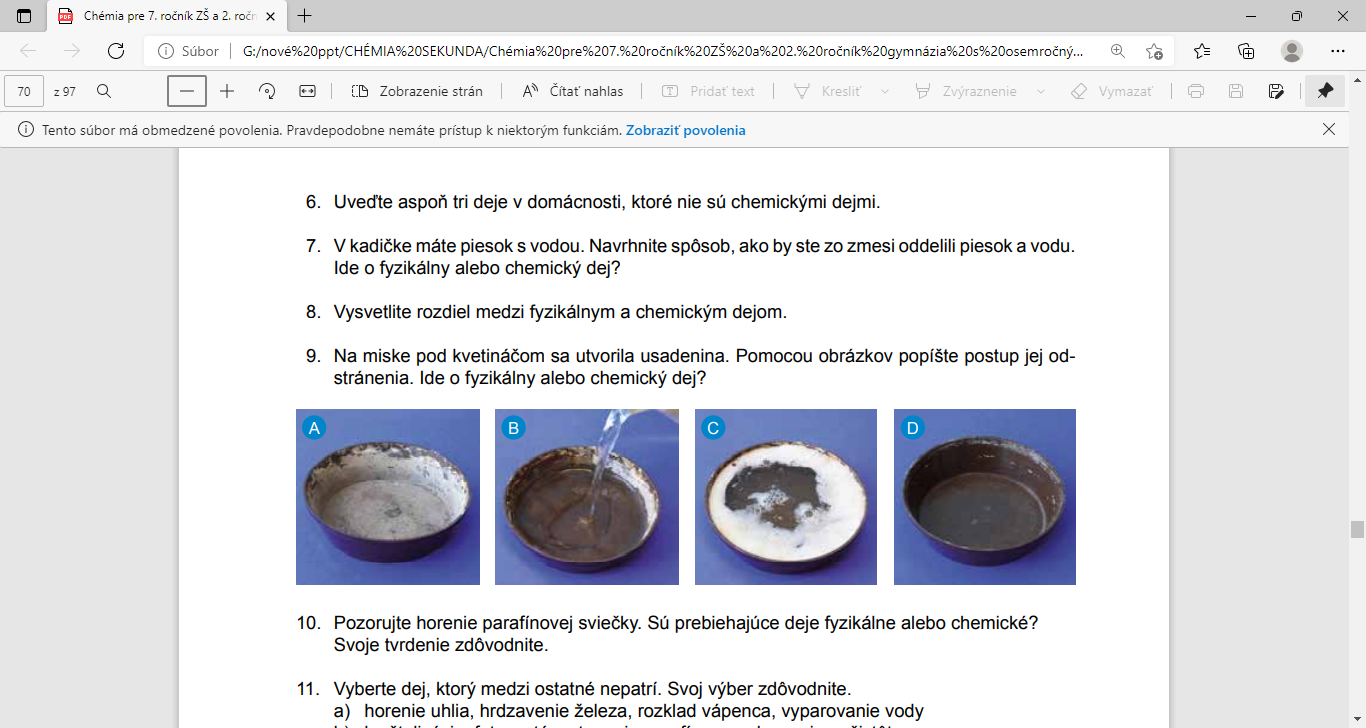 Chémia pre 7. ročník ZŠ a 2. ročn
Súbor G:/nové%20ppt/CHÉMIA%20SEKUNDA/Chémia%20pre%207.%20ročník%20ZŠ%20a%202.%20ročník%20gymnázia%20s%20osemročný...
70 z 97 Zobrazenie strán Čítať nahlas Pridať text Kresliť Zvýraznenie Vymazať
Tento súbor má obmedzené povolenia. Pravdepodobne nemáte prístup k niektorým funkciám. Zobraziť povolenia
6. Uveďte aspoň tri deje v domácnosti, ktoré nie sú chemickými dejmi.
7. V kadičke máte piesok s vodou. Navrhnite spôsob, ako by ste zo zmesi oddelili piesok a vodu.
Ide o fyzikálny alebo chemický dej?
8. Vysvetlite rozdiel medzi fyzikálnym a chemickým dejom.
9. Na miske pod kvetináčom sa utvorila usadenina. Pomocou obrázkov popíšte postup jej od-
stránenia. Ide o fyzikálny alebo chemický dej?
A B C D
10. Pozorujte horenie parafínovej sviečky. Sú prebiehajúce deje fyzikálne alebo chemické?
Svoje tvrdenie zdôvodnite.
11. Vyberte dej, ktorý medzi ostatné nepatrí. Svoj výber zdôvodnite.
a) horenie uhlia, hrdzavenie železa, rozklad vápenca, vyparovanie vody